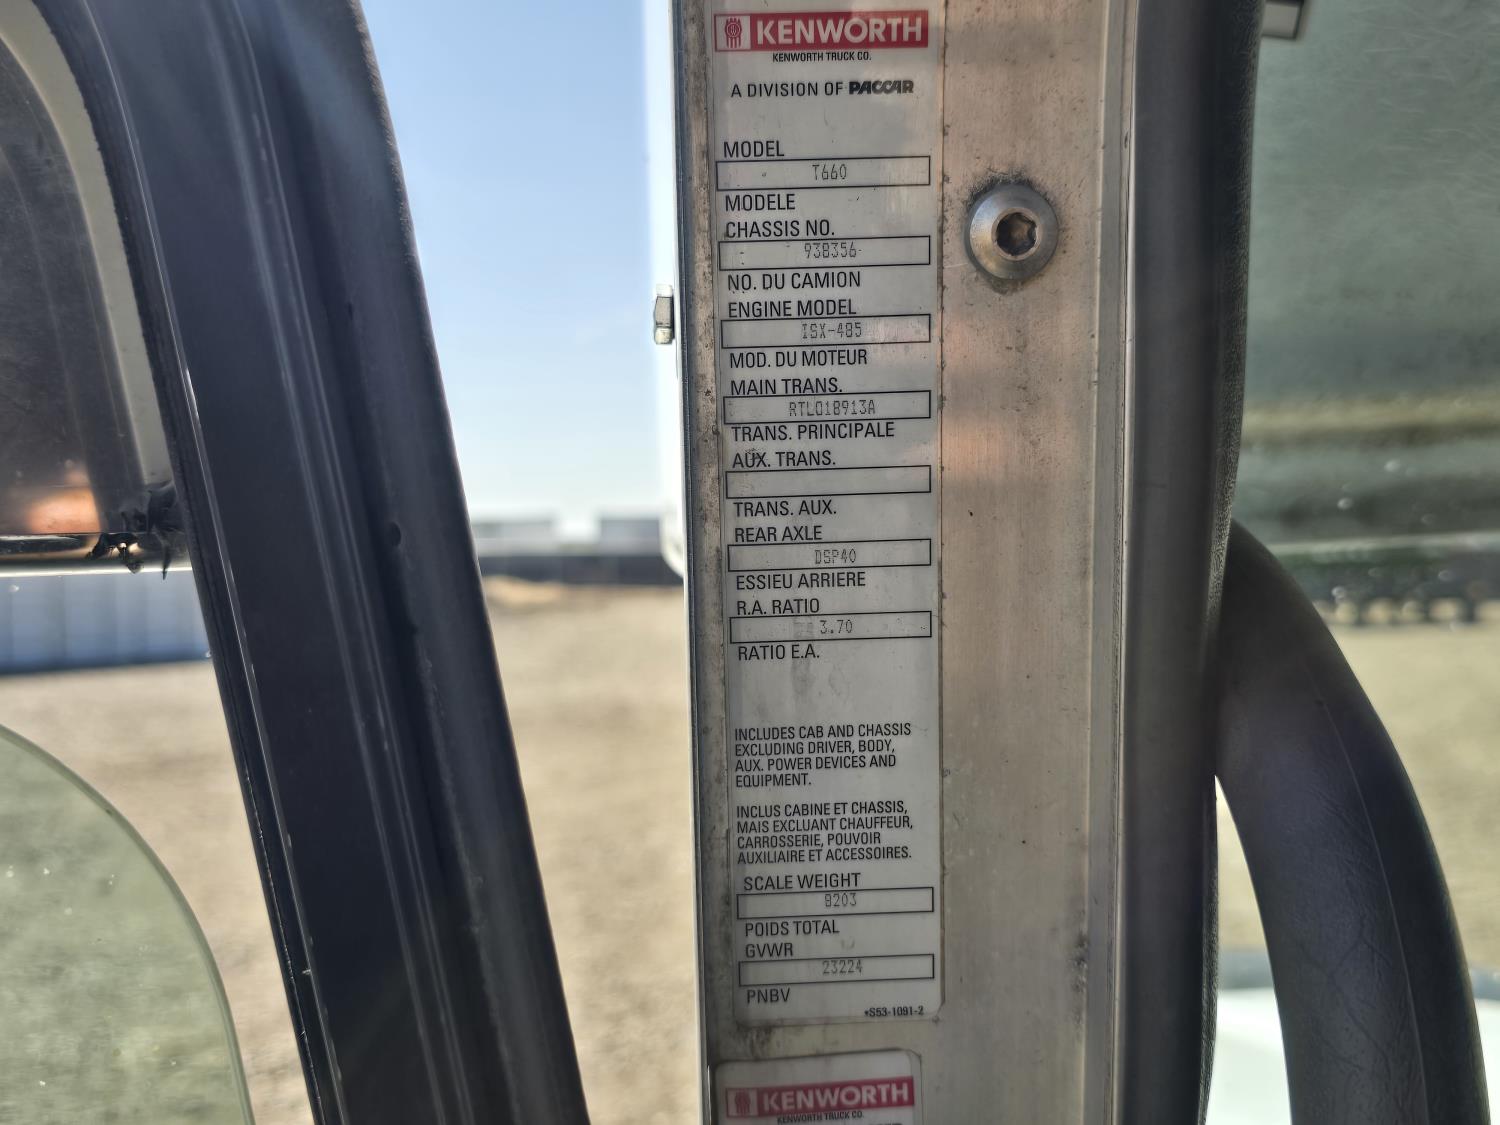 KENWORTH
KENWORTH TRUCK CO.
A DIVISION OF PACCAR
MODEL
T660
MODELE
CHASSIS NO.
938356
NO. DU CAMION
ENGINE MODEL
ISX-485
MOD. DU MOTEUR
MAIN TRANS.
RTLO18913A
TRANS. PRINCIPALE
AUX. TRANS.
TRANS. AUX.
REAR AXLE
DSP40
ESSIEU ARRIERE
R.A. RATIO
3.70
RATIO E.A.
INCLUDES CAB AND CHASSIS
EXCLUDING DRIVER, BODY,
AUX. POWER DEVICES AND
EQUIPMENT.
INCLUS CABINE ET CHASSIS,
MAIS EXCLUANT CHAUFFEUR,
CARROSSERIE, POUVOIR
AUXILIAIRE ET ACCESSOIRES.
SCALE WEIGHT
8203
POIDS TOTAL
GVWR
23224
PNBV
*S53-1091-2
KENWORTH
KENWORTH TRUCK CO.